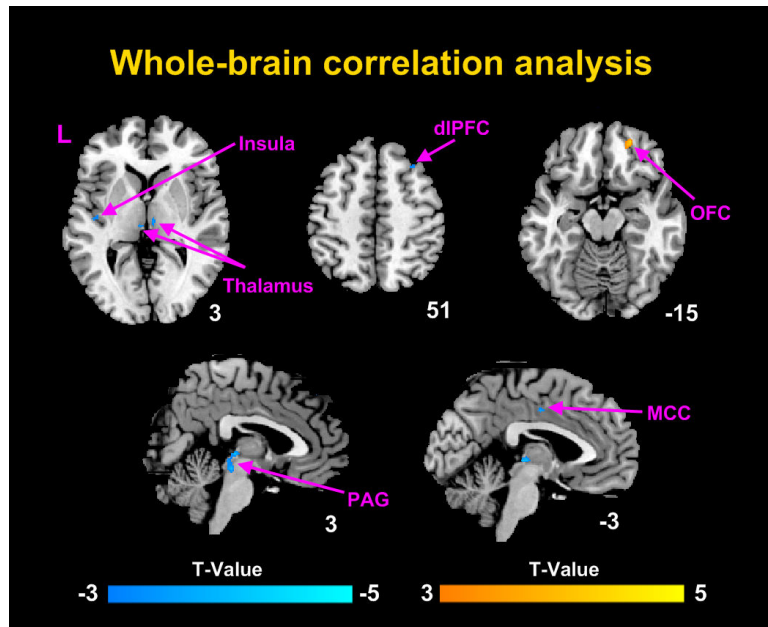 Whole-brain correlation analysis
L
Insula
dlPFC
OFC
Thalamus
3
51
-15
MCC
PAG
3
-3
T-Value
T-Value
-3
-5
3
5